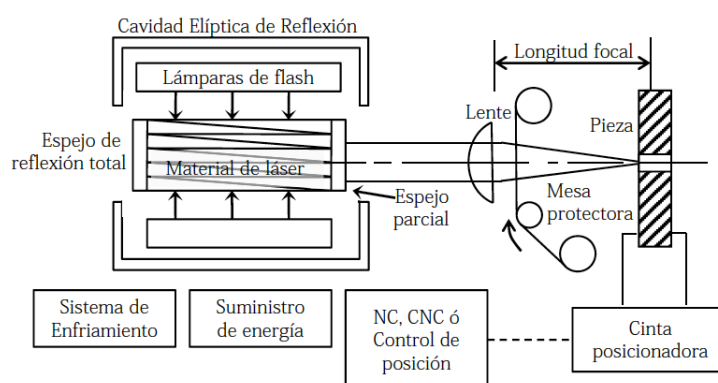 Cavidad Elíptica de Reflexión
Lámparas de flash
Longitud focal
Lente
Pieza
Espejo de
reflexión total
Material de láser
Espejo
parcial
Mesa
protectora
Sistema de
Enfriamiento
Suministro
de energía
NC, CNC ó
Control de
posición
Cinta
posicionadora